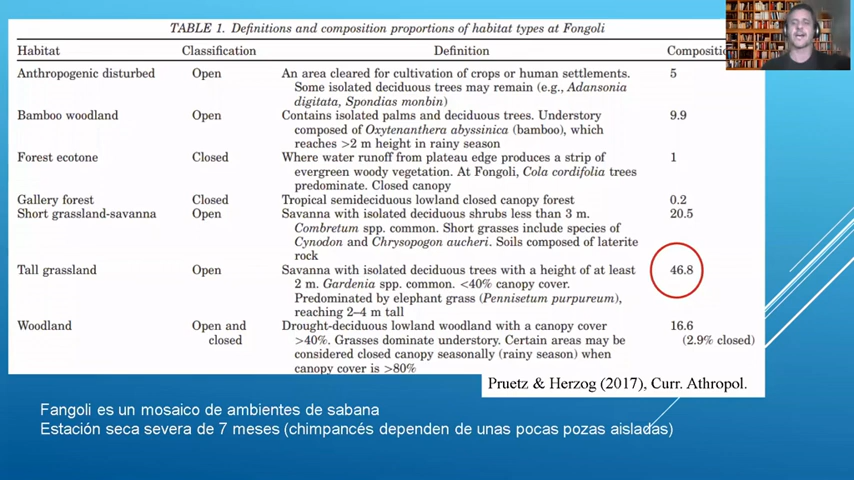 TABLE 1. Definitions and composition proportions of habitat types at Fongoli
Habitat Classification Definition
Anthropogenic disturbed Open An area cleared for cultivation of crops or human settlements. 5
Some isolated deciduous trees may remain (e.g., Adansonia
digitata, Spondias monbin)
Bamboo woodland Open Contains isolated palms and deciduous trees. Understory 9.9
composed of Oxytenanthera abyssinica (bamboo), which
reaches >2 m height in rainy season
Forest ecotone Closed Where water runoff from plateau edge produces a strip of 1
evergreen woody vegetation. At Fongoli, Cola cordifolia trees
predominate. Closed canopy
Gallery forest Closed Tropical semideciduous lowland closed canopy forest 0.2
Short grassland-savanna Open Savanna with isolated deciduous shrubs less than 3 m. 20.5
Combretum spp. common. Short grasses include species of
Cynodon and Chrysopogon aucheri. Soils composed of laterite
rock
Tall grassland Open Savanna with isolated deciduous trees with a height of at least 46.8
2 m. Gardenia spp. common. <40% canopy cover.
Predominated by elephant grass (Pennisetum purpureum),
reaching 2–4 m tall
Woodland Open and Drought-deciduous lowland woodland with a canopy cover 16.6
closed >40%. Grasses dominate understory. Certain areas may be (2.9% closed)
considered closed canopy seasonally (rainy season) when
canopy cover is >80%
Pruetz & Herzog (2017), Curr. Athropol.
Fangoli es un mosaico de ambientes de sabana
Estación seca severa de 7 meses (chimpancés dependen de unas pocas pozas aisladas)